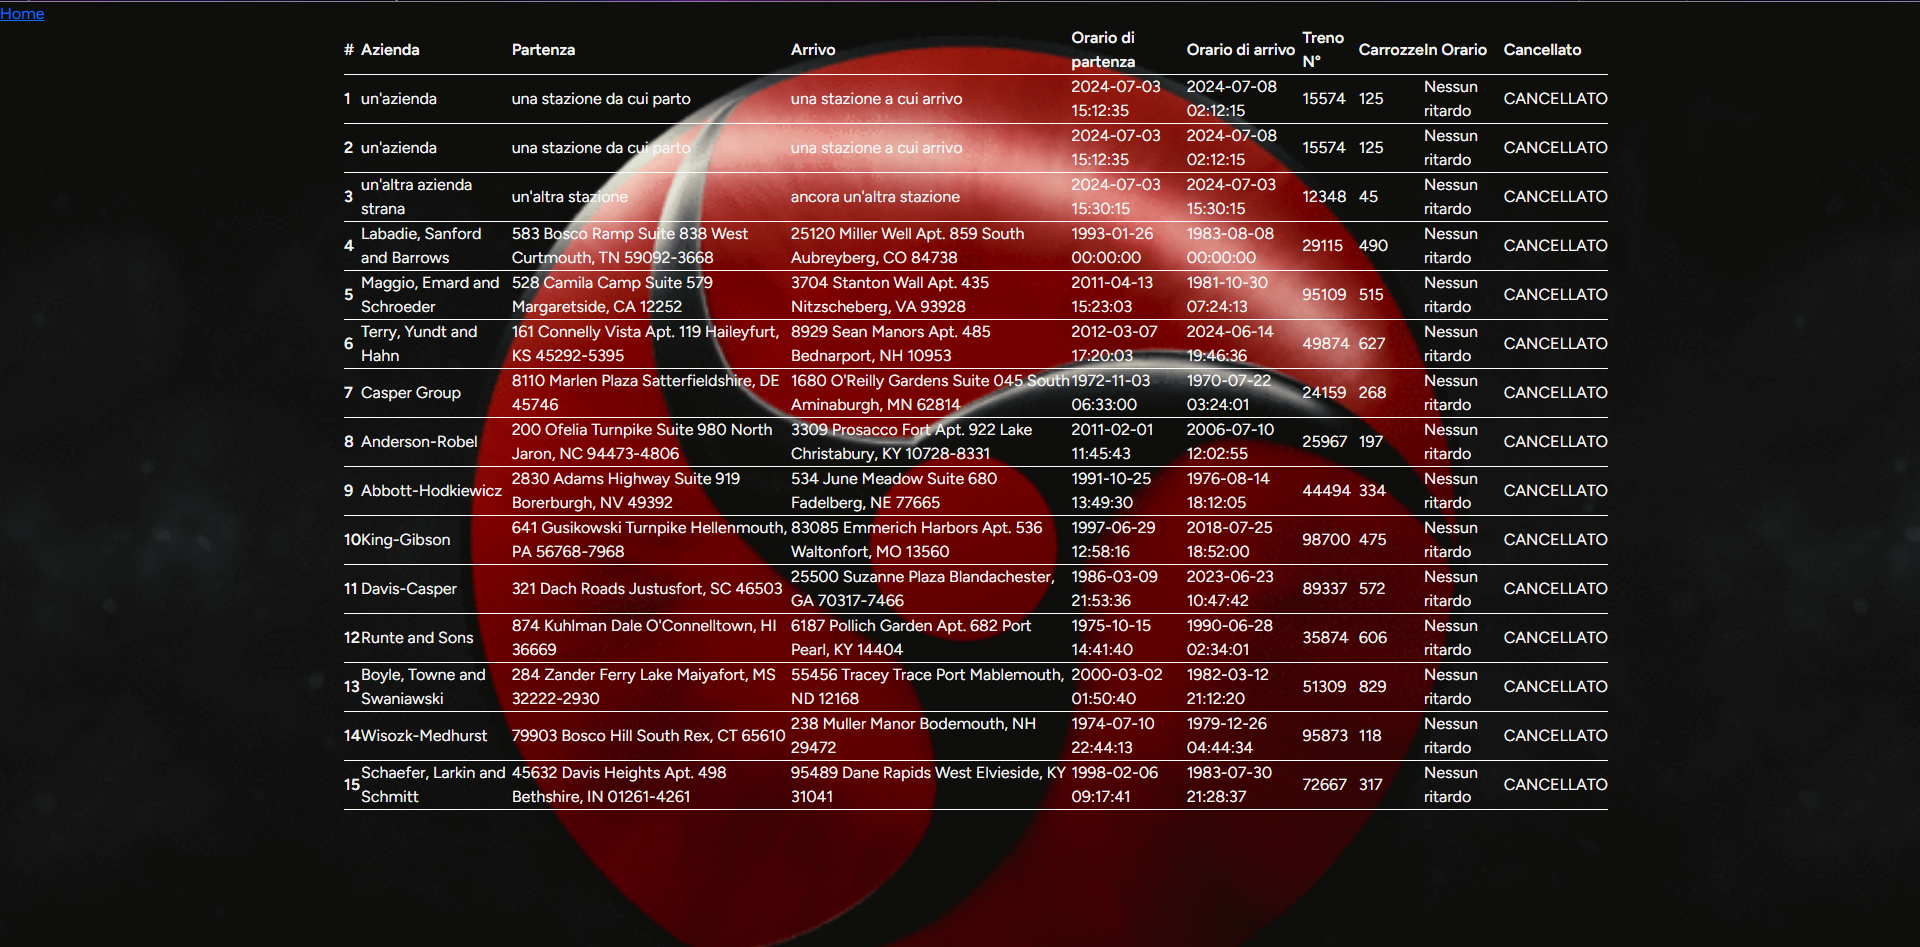 Home
# Azienda Partenza Arrivo Orario di partenza Orario di arrivo Treno N° Carrozze In Orario Cancellato
1 un'azienda una stazione da cui parto una stazione a cui arrivo 2024-07-03 15:12:35 2024-07-08 02:12:15 15574 125 Nessun ritardo CANCELLATO
2 un'azienda una stazione da cui parto una stazione a cui arrivo 2024-07-03 15:12:35 2024-07-08 02:12:15 15574 125 Nessun ritardo CANCELLATO
3 un'altra azienda strana un'altra stazione ancora un'altra stazione 2024-07-03 15:30:15 2024-07-03 15:30:15 12348 45 Nessun ritardo CANCELLATO
4 Labadie, Sanford and Barrows 583 Bosco Ramp Suite 838 West Curtmouth, TN 59092-3668 25120 Miller Well Apt. 859 South Aubreyberg, CO 84738 1993-01-26 00:00:00 1983-08-08 00:00:00 29115 490 Nessun ritardo CANCELLATO
5 Maggio, Emard and Schroeder 528 Camila Camp Suite 579 Margaretside, CA 12252 3704 Stanton Wall Apt. 435 Nitzscheberg, VA 93928 2011-04-13 15:23:03 1981-10-30 07:24:13 95109 515 Nessun ritardo CANCELLATO
6 Terry, Yundt and Hahn 161 Connelly Vista Apt. 119 Haileyfurt, KS 45292-5395 8929 Sean Manors Apt. 485 Bednarport, NH 10953 2012-03-07 17:20:03 2024-06-14 19:46:36 49874 627 Nessun ritardo CANCELLATO
7 Casper Group 8110 Marlen Plaza Satterfieldshire, DE 45746 1680 O'Reilly Gardens Suite 045 South Aminaburgh, MN 62814 1972-11-03 06:33:00 1970-07-22 03:24:01 24159 268 Nessun ritardo CANCELLATO
8 Anderson-Robel 200 Ofelia Turnpike Suite 980 North Jaron, NC 94473-4806 3309 Prosacco Fort Apt. 922 Lake Christabury, KY 10728-8331 2011-02-01 11:45:43 2006-07-10 12:02:55 25967 197 Nessun ritardo CANCELLATO
9 Abbott-Hodkiewicz 2830 Adams Highway Suite 919 Borerburgh, NV 49392 534 June Meadow Suite 680 Fadelberg, NE 77665 1991-10-25 13:49:30 1976-08-14 18:12:05 44494 334 Nessun ritardo CANCELLATO
10 King-Gibson 641 Gusikowski Turnpike Hellenmouth, PA 56768-7968 83085 Emmerich Harbors Apt. 536 Waltonfort, MO 13560 1997-06-29 12:58:16 2018-07-25 18:52:00 98700 475 Nessun ritardo CANCELLATO
11 Davis-Casper 321 Dach Roads Justusfort, SC 46503 25500 Suzanne Plaza Blandachester, GA 70317-7466 1986-03-09 21:53:36 2023-06-23 10:47:42 89337 572 Nessun ritardo CANCELLATO
12 Runte and Sons 874 Kuhlman Dale O'Connelltown, HI 36669 6187 Pollich Garden Apt. 682 Port Pearl, KY 14404 1975-10-15 14:41:40 1990-06-28 02:34:01 35874 606 Nessun ritardo CANCELLATO
13 Boyle, Towne and Swaniawski 284 Zander Ferry Lake Maiyafort, MS 32222-2930 55456 Tracey Trace Port Mablemouth, ND 12168 2000-03-02 01:50:40 1982-03-12 21:12:20 51309 829 Nessun ritardo CANCELLATO
14 Wisozk-Medhurst 79903 Bosco Hill South Rex, CT 65610 238 Muller Manor Bodemouth, NH 29472 1974-07-10 22:44:13 1979-12-26 04:44:34 95873 118 Nessun ritardo CANCELLATO
15 Schaefer, Larkin and Schmitt 45632 Davis Heights Apt. 498 Bethshire, IN 01261-4261 95489 Dane Rapids West Elvieside, KY 31041 1998-02-06 09:17:41 1983-07-30 21:28:37 72667 317 Nessun ritardo CANCELLATO